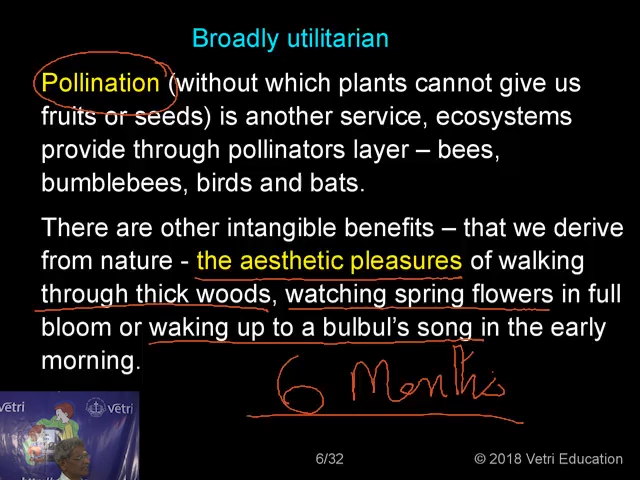 Broadly utilitarian
Pollination (without which plants cannot give us
fruits or seeds) is another service, ecosystems
provide through pollinators layer – bees,
bumblebees, birds and bats.
There are other intangible benefits – that we derive
from nature - the aesthetic pleasures of walking
through thick woods, watching spring flowers in full
bloom or waking up to a bulbul's song in the early
morning.
6 Months
Vetri Vetri
6/32
© 2018 Vetri Education